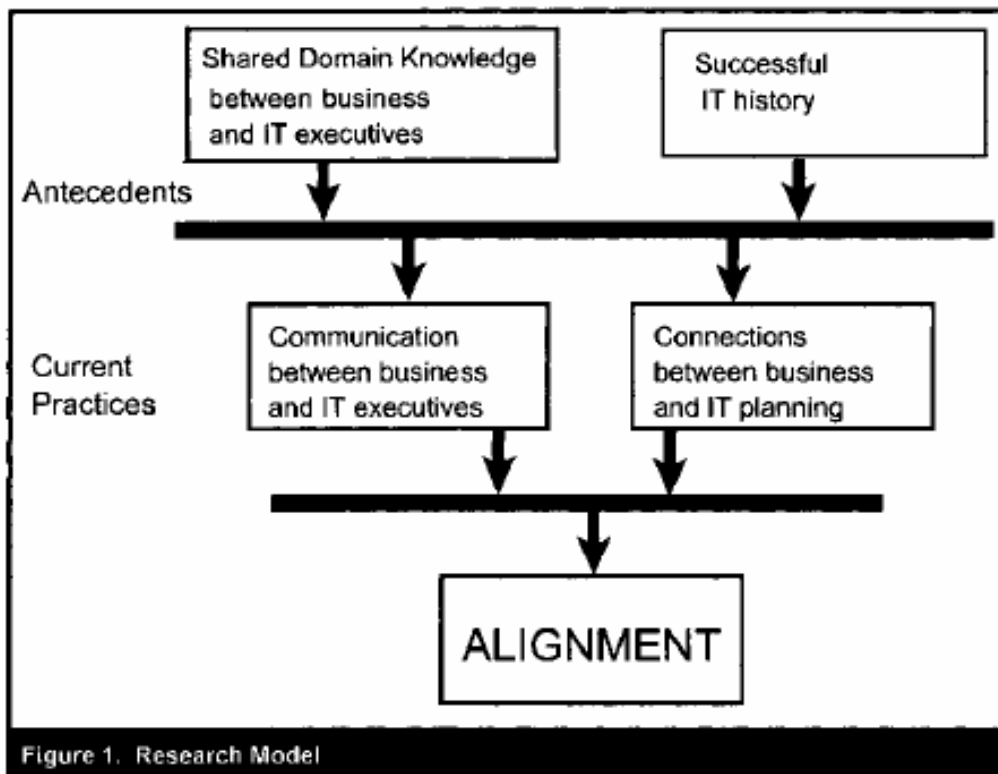 Shared Domain Knowledge
between business
and IT executives
Successful
IT history
Antecedents
Communication
between business
and IT executives
Connections
between business
and IT planning
Current
Practices
ALIGNMENT
Figure 1. Research Model